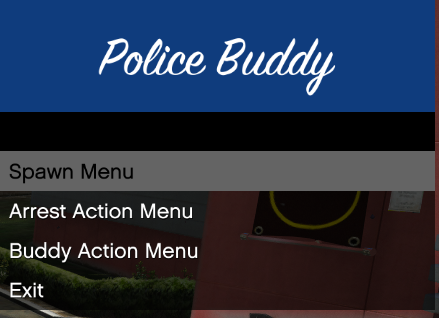 Police Buddy
Spawn Menu
Arrest Action Menu
Buddy Action Menu
Exit